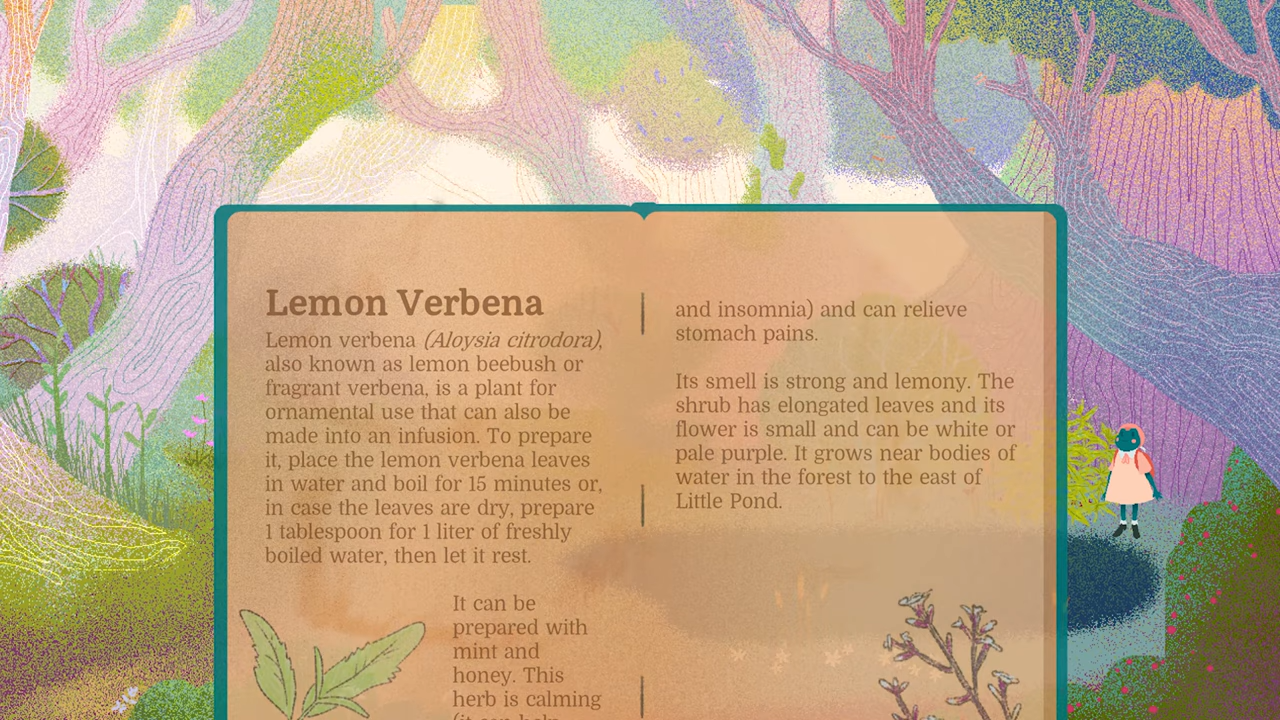 Lemon Verbena
Lemon verbena (Aloysia citrodora),
also known as lemon beebush or
fragrant verbena, is a plant for
ornamental use that can also be
made into an infusion. To prepare
it, place the lemon verbena leaves
in water and boil for 15 minutes or,
in case the leaves are dry, prepare
1 tablespoon for 1 liter of freshly
boiled water, then let it rest.
It can be
prepared with
mint and
honey. This
herb is calming
(it can help
and insomnia) and can relieve
stomach pains.
Its smell is strong and lemony. The
shrub has elongated leaves and its
flower is small and can be white or
pale purple. It grows near bodies of
water in the forest to the east of
Little Pond.